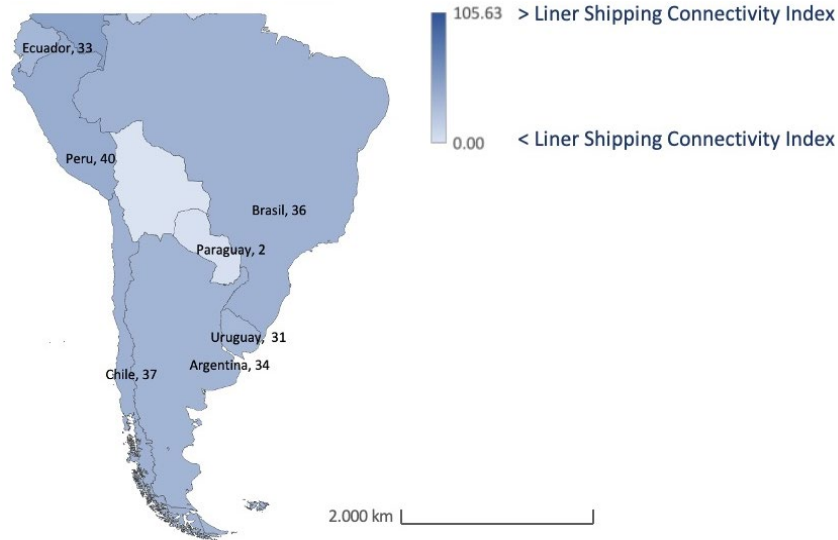 105.63 > Liner Shipping Connectivity Index
Ecuador, 33
0.00 < Liner Shipping Connectivity Index
Peru, 40
Brasil, 36
Paraguay, 2
Uruguay, 31
Argentina, 34
Chile, 37
2.000 km